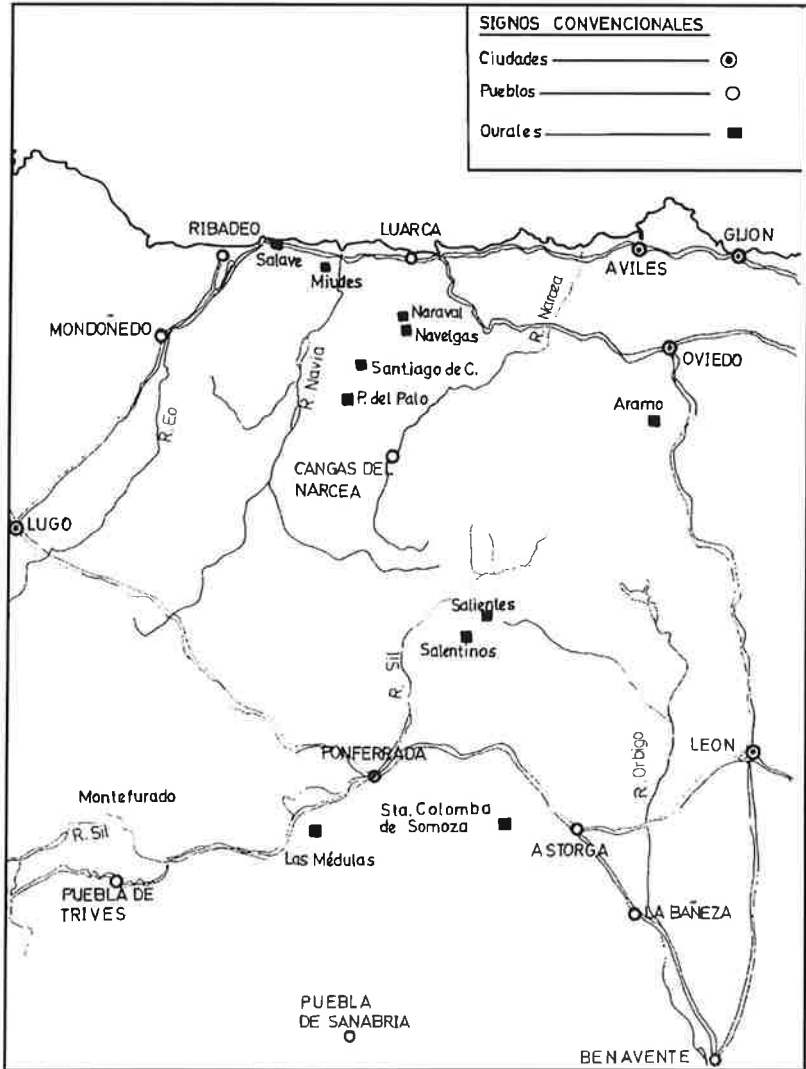 SIGNOS CONVENCIONALES
Ciudades
Pueblos
Ourales
RIBADEO
LUARCA
GIJON
Salave
AVILES
Miudes
R. Narcea
Naraval
MONDOÑEDO
Navelgas
OVIEDO
R. Navia
Santiago de C.
P. del Palo
Aramo
R. Eo
CANGAS DE
NARCEA
LUGO
Salientes
Salentinos
R. Sil
R. Orbigo
LEON
PONFERRADA
Montefurado
Sta. Colomba
de Somoza
R. Sil
ASTORGA
Las Médulas
PUEBLA DE
TRIVES
LA BAÑEZA
PUEBLA
DE SANABRIA
BENAVENTE